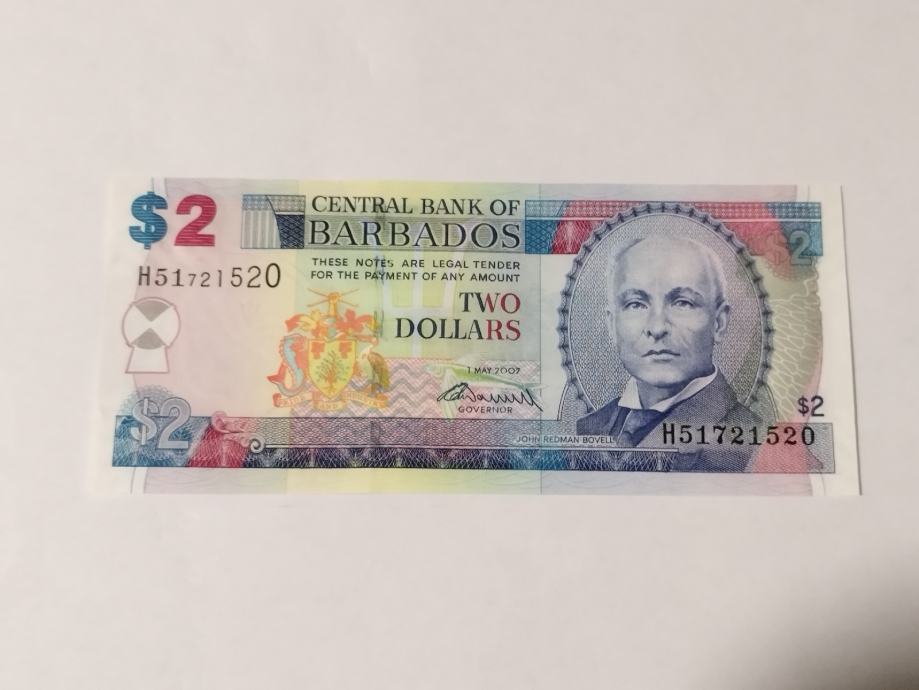 $2
CENTRAL BANK OF
BARBADOS
$2
H51721520
THESE NOTES ARE LEGAL TENDER
FOR THE PAYMENT OF ANY AMOUNT
TWO
DOLLARS
1 MAY 2007
GOVERNOR
$2
$2
JOHN REDMAN BOVELL
H51721520